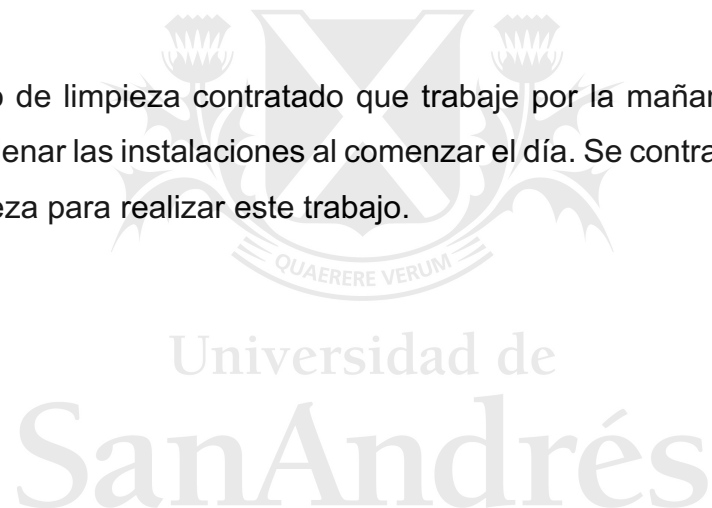 o de limpieza contratado que trabaje por la mañan
enar las instalaciones al comenzar el día. Se contra
eza para realizar este trabajo.
QUAERERE VERUM
Universidad de
SanAndrés